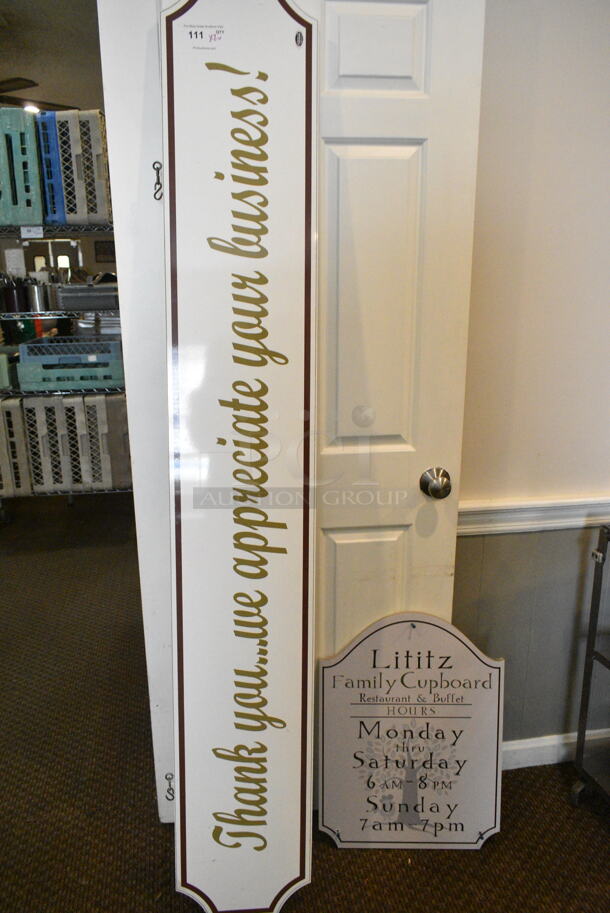 111
Thank you...we appreciate your business!
AUCTION GROUP
Lititz
Family Cupboard
Restaurant & Buffet
HOURS
Monday
thru
Saturday
6 AM-8 PM
Sunday
7am-7pm